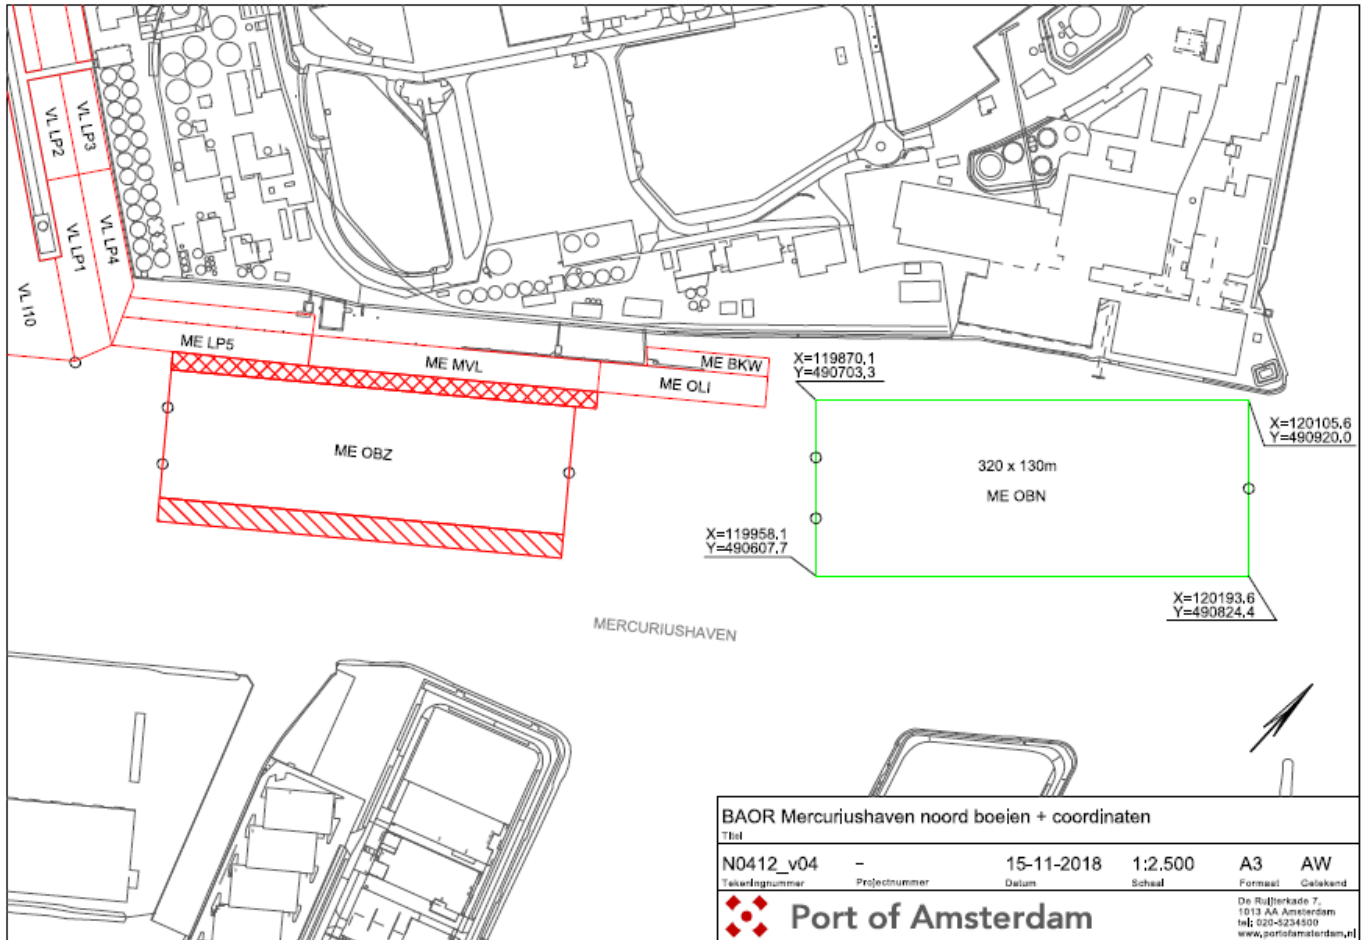 VL LP3
VL LP2
VL LP4
VL LP1
VL I10
ME LP5
ME MVL
ME BKW
ME OLI
X=119870,1
Y=490703,3
ME OBZ
X=120105.6
Y=490920.0
320 x 130m
ME OBN
X=119958.1
Y=490607.7
X=120193.6
Y=490824.4
MERCURIUSHAVEN
BAOR Mercuriushaven noord boeien + coordinaten
Titel
N0412_v04 - 15-11-2018 1:2.500 A3 AW
Tekeningnummer Projectnummer Datum Schaal Formaat Getekend
Port of Amsterdam
De Ruijterkade 7,
1013 AA Amsterdam
tel: 020-5234500
www.portofamsterdam.nl